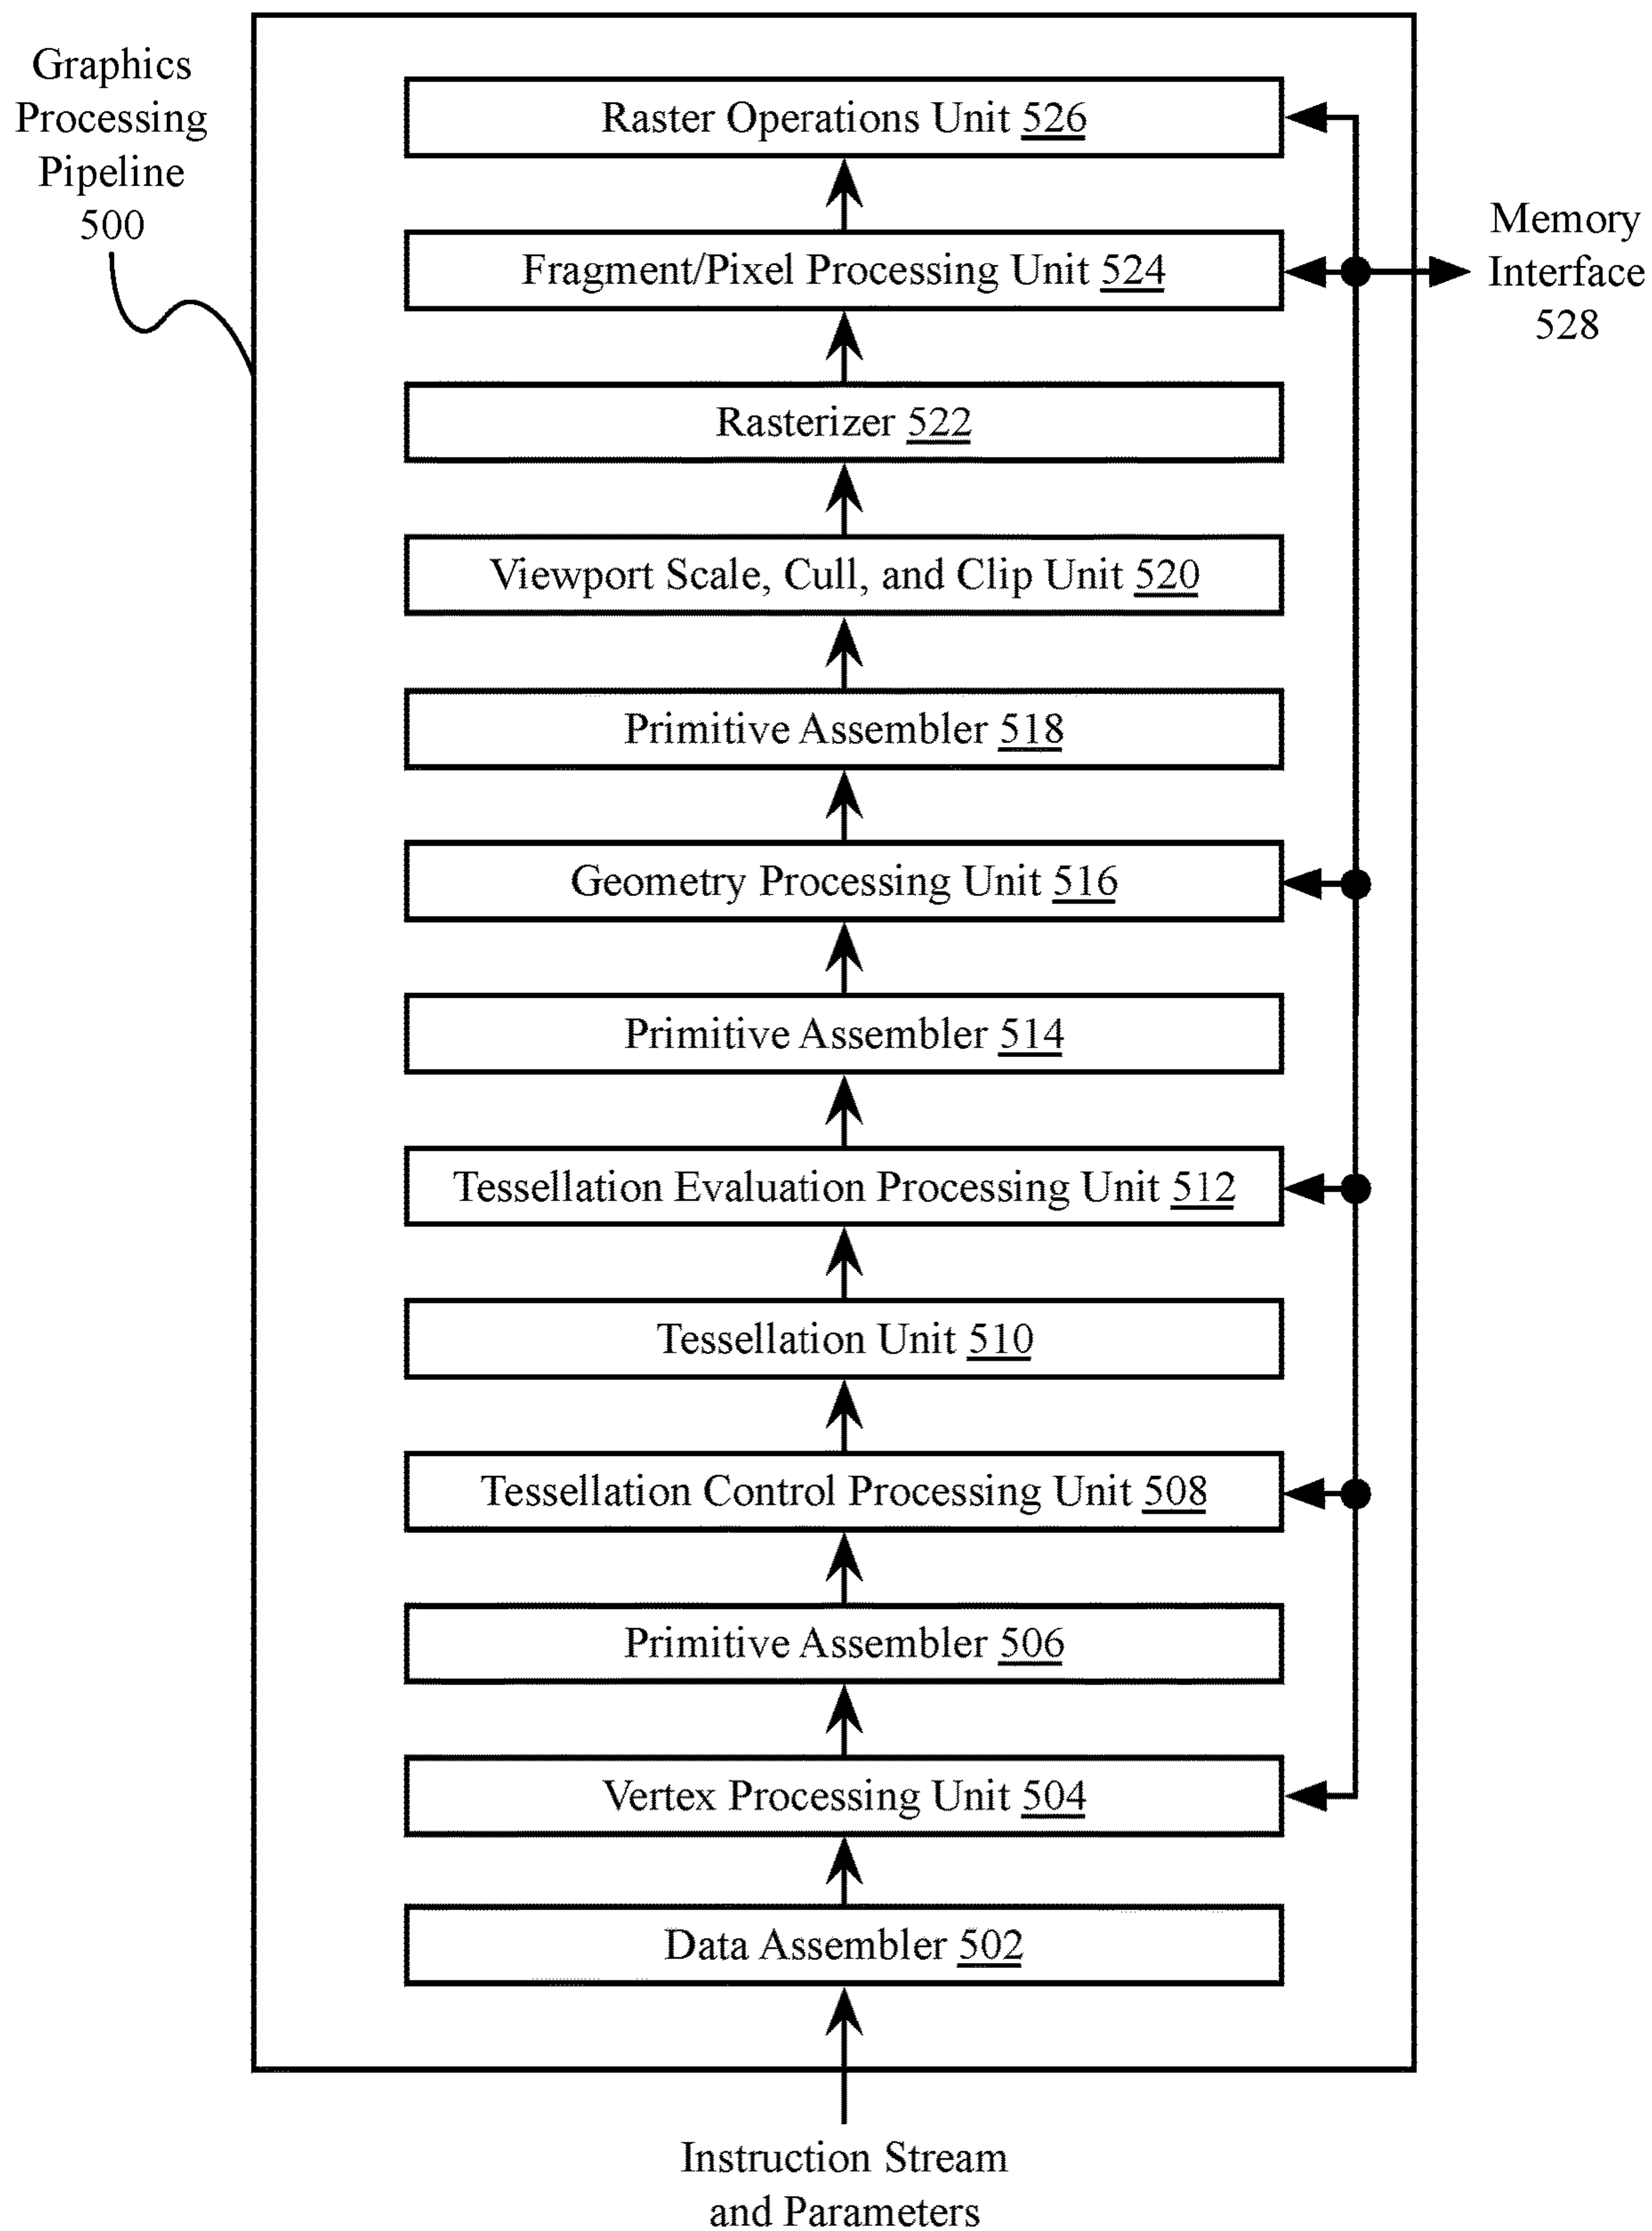 Graphics
Processing
Pipeline
500
Raster Operations Unit 526
Fragment/Pixel Processing Unit 524
Memory
Interface
528
Rasterizer 522
Viewport Scale, Cull, and Clip Unit 520
Primitive Assembler 518
Geometry Processing Unit 516
Primitive Assembler 514
Tessellation Evaluation Processing Unit 512
Tessellation Unit 510
Tessellation Control Processing Unit 508
Primitive Assembler 506
Vertex Processing Unit 504
Data Assembler 502
Instruction Stream
and Parameters